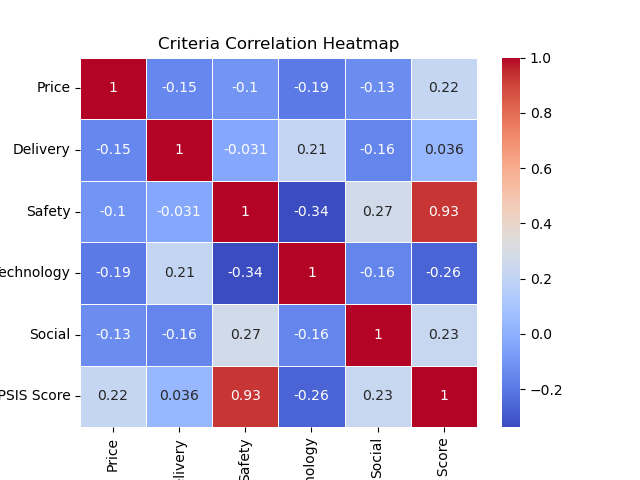 Criteria Correlation Heatmap
Price 1 -0.15 -0.1 -0.19 -0.13 0.22
Delivery -0.15 1 -0.031 0.21 -0.16 0.036
Safety -0.1 -0.031 1 -0.34 0.27 0.93
echnology -0.19 0.21 -0.34 1 -0.16 -0.26
Social -0.13 -0.16 0.27 -0.16 1 0.23
PSIS Score 0.22 0.036 0.93 -0.26 0.23 1
Price
livery
Safety
nology
Social
Score
1.0
0.8
0.6
0.4
0.2
0.0
-0.2